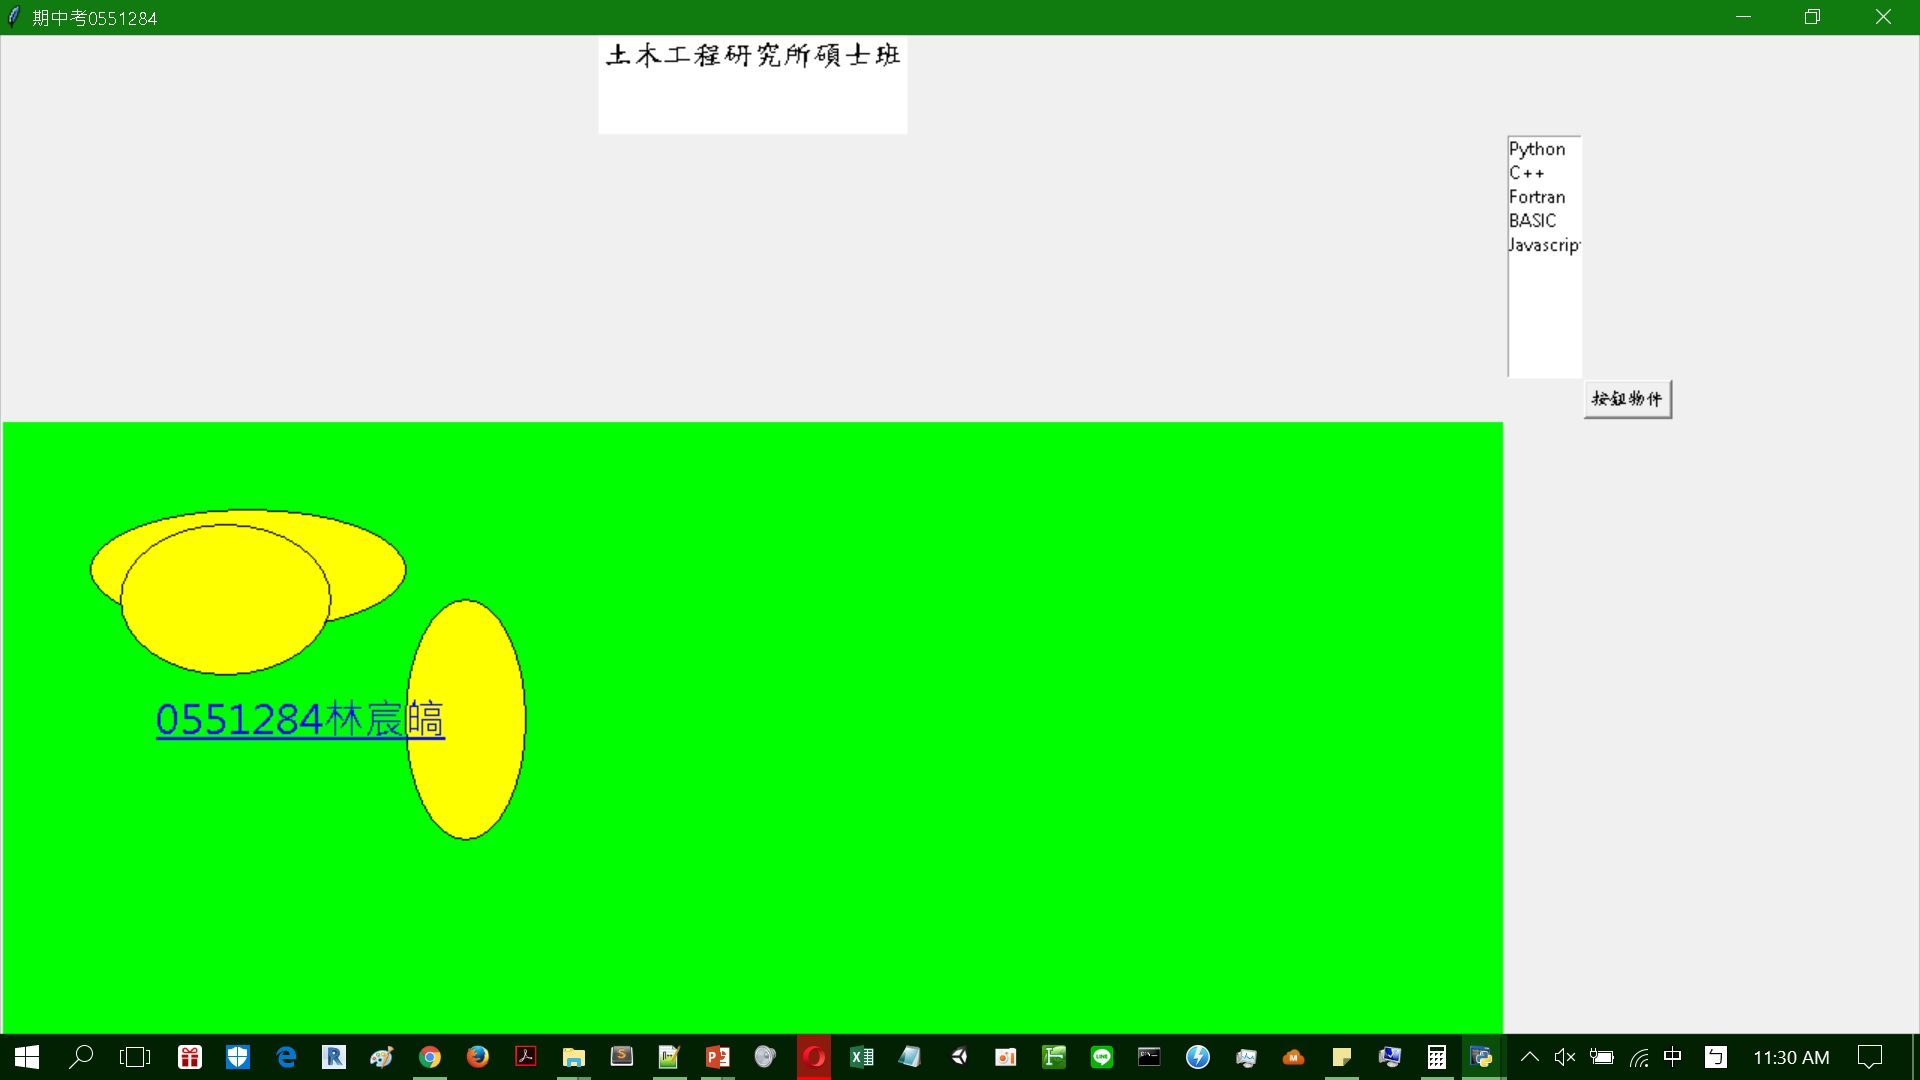 期中考0551284
土木工程研究所碩士班
Python
C++
Fortran
BASIC
Javascrip
按鈕物件
0551284林宸皜
中
ㄅ
11:30 AM